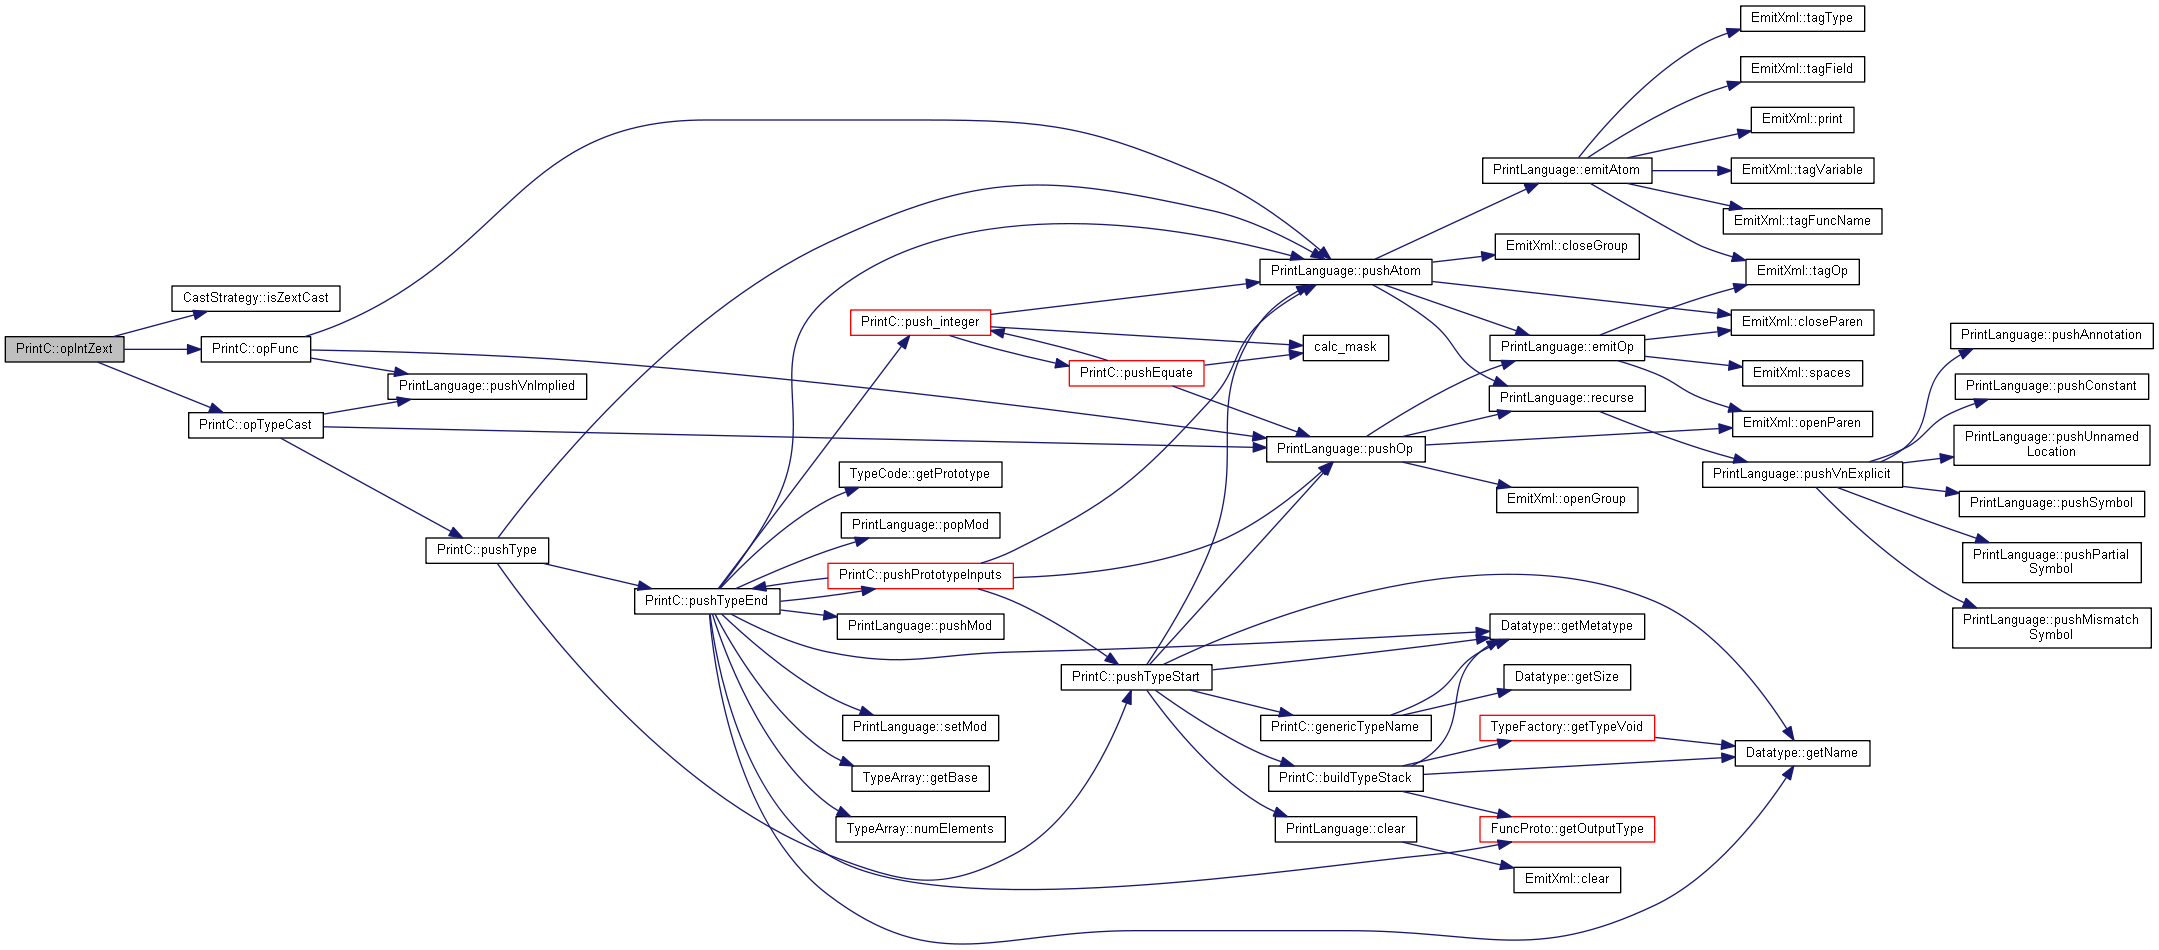 PrintC::opIntZext
CastStrategy::isZextCast
PrintC::opFunc
PrintLanguage::pushVnImplied
PrintC::opTypeCast
PrintC::pushType
PrintC::pushTypeEnd
PrintC::push_integer
PrintC::pushEquate
calc_mask
TypeCode::getPrototype
PrintLanguage::popMod
PrintC::pushPrototypeInputs
PrintLanguage::pushMod
PrintLanguage::setMod
TypeArray::getBase
TypeArray::numElements
PrintC::pushTypeStart
PrintLanguage::pushAtom
PrintLanguage::pushOp
PrintC::genericTypeName
PrintC::buildTypeStack
PrintLanguage::clear
PrintLanguage::emitAtom
EmitXml::closeGroup
PrintLanguage::emitOp
PrintLanguage::recurse
EmitXml::openGroup
Datatype::getMetatype
Datatype::getSize
TypeFactory::getTypeVoid
FuncProto::getOutputType
EmitXml::clear
EmitXml::tagType
EmitXml::tagField
EmitXml::print
EmitXml::tagVariable
EmitXml::tagFuncName
EmitXml::tagOp
EmitXml::closeParen
EmitXml::spaces
EmitXml::openParen
PrintLanguage::pushVnExplicit
Datatype::getName
PrintLanguage::pushAnnotation
PrintLanguage::pushConstant
PrintLanguage::pushUnnamed
Location
PrintLanguage::pushSymbol
PrintLanguage::pushPartial
Symbol
PrintLanguage::pushMismatch
Symbol